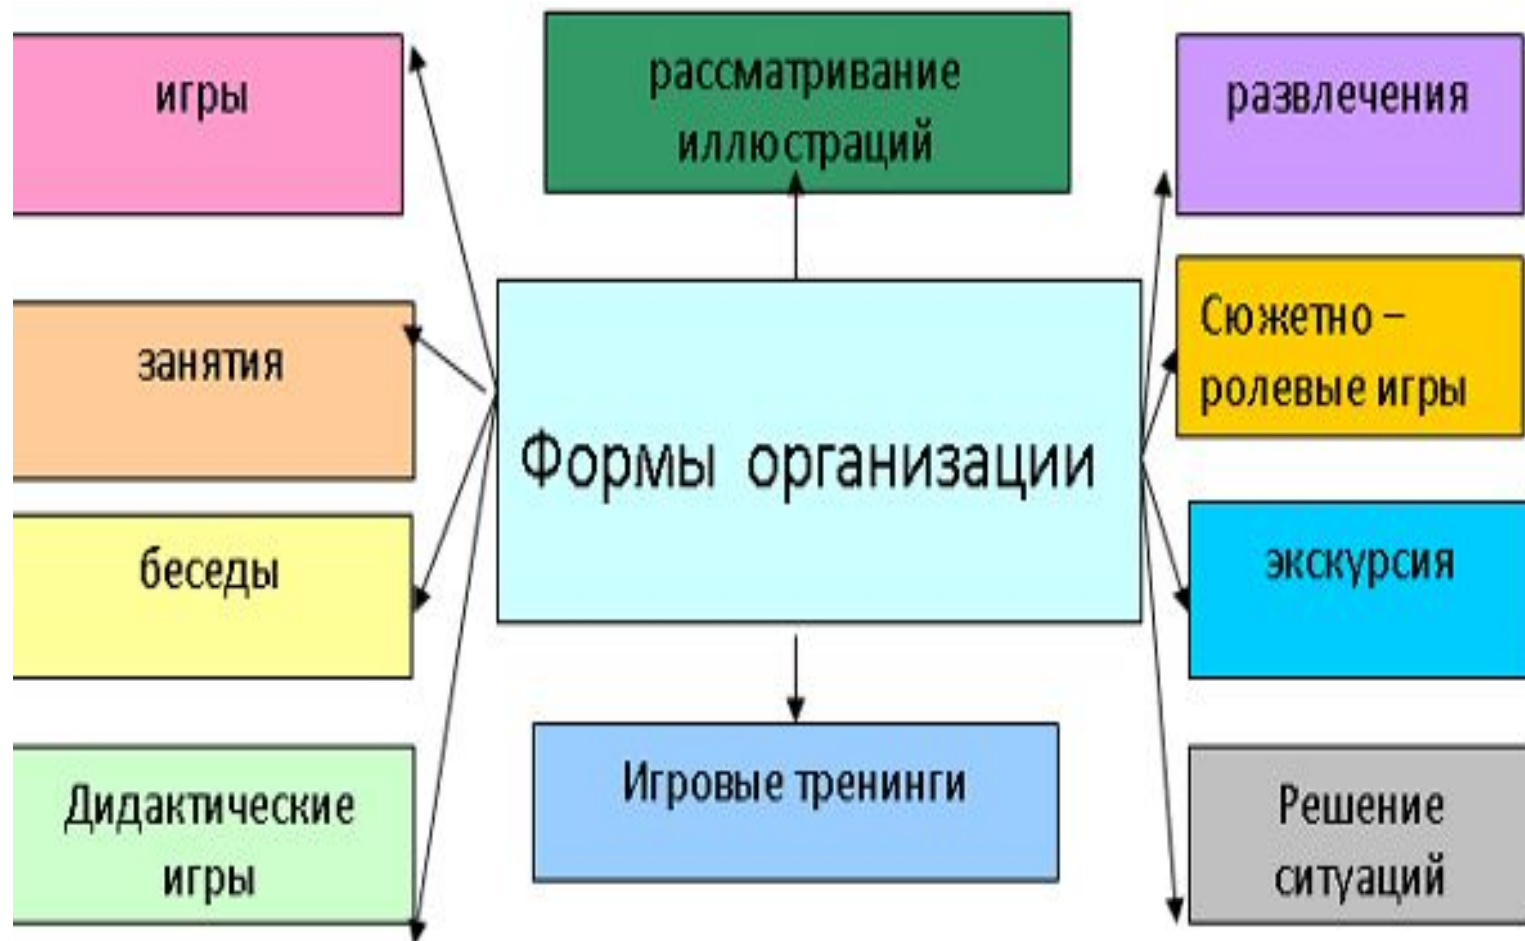 игры
рассматривание
иллюстраций
развлечения
занятия
Сюжетно –
ролевые игры
Формы организации
беседы
экскурсия
Дидактические
игры
Игровые тренинги
Решение
ситуаций